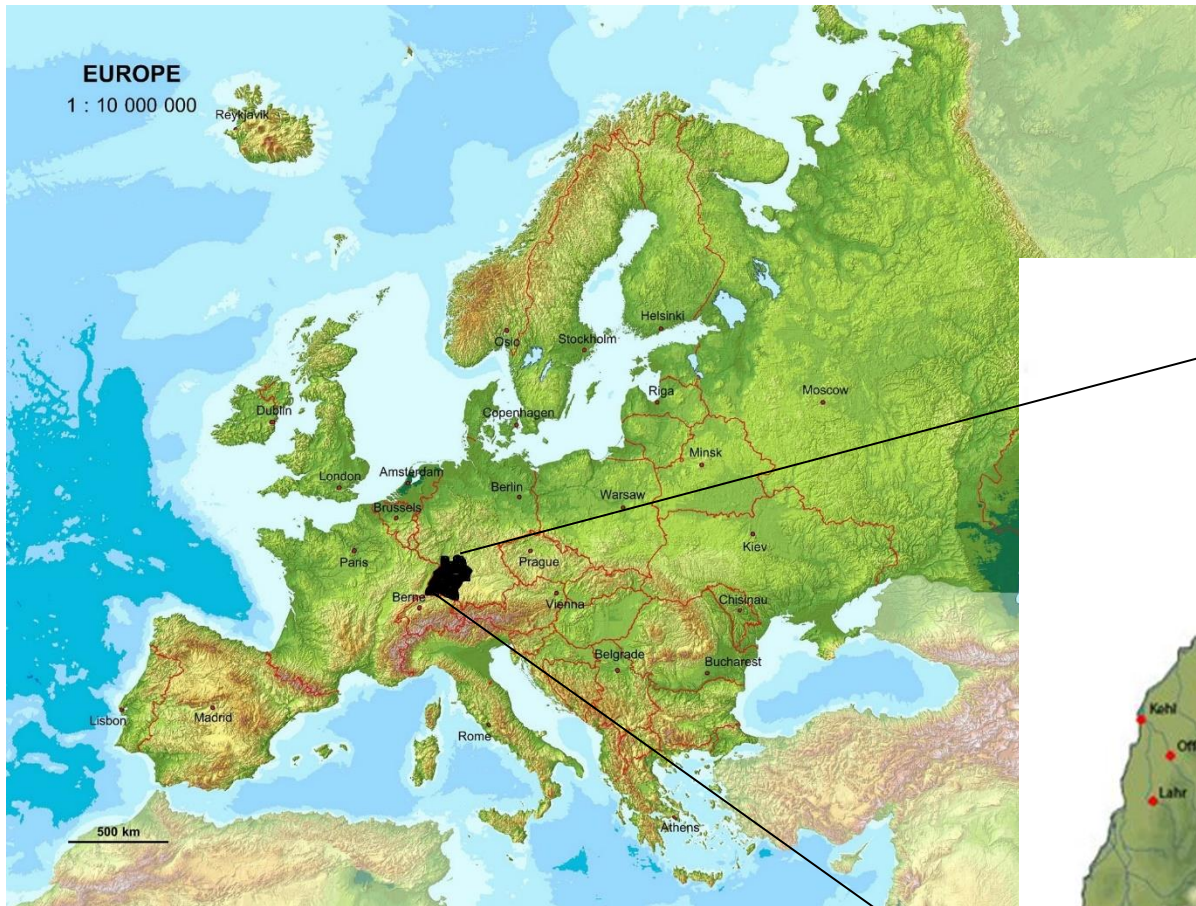 EUROPE
1 : 10 000 000
Reykjavik
Helsinki
Oslo
Stockholm
Riga
Moscow
Dublin
Copenhagen
Minsk
London
Amsterdam
Berlin
Warsaw
Brussels
Kiev
Paris
Prague
Berne
Vienna
Chisinau
Belgrade
Bucharest
Lisbon
Madrid
Rome
Athens
500 km
Kehl
Off
Lahr